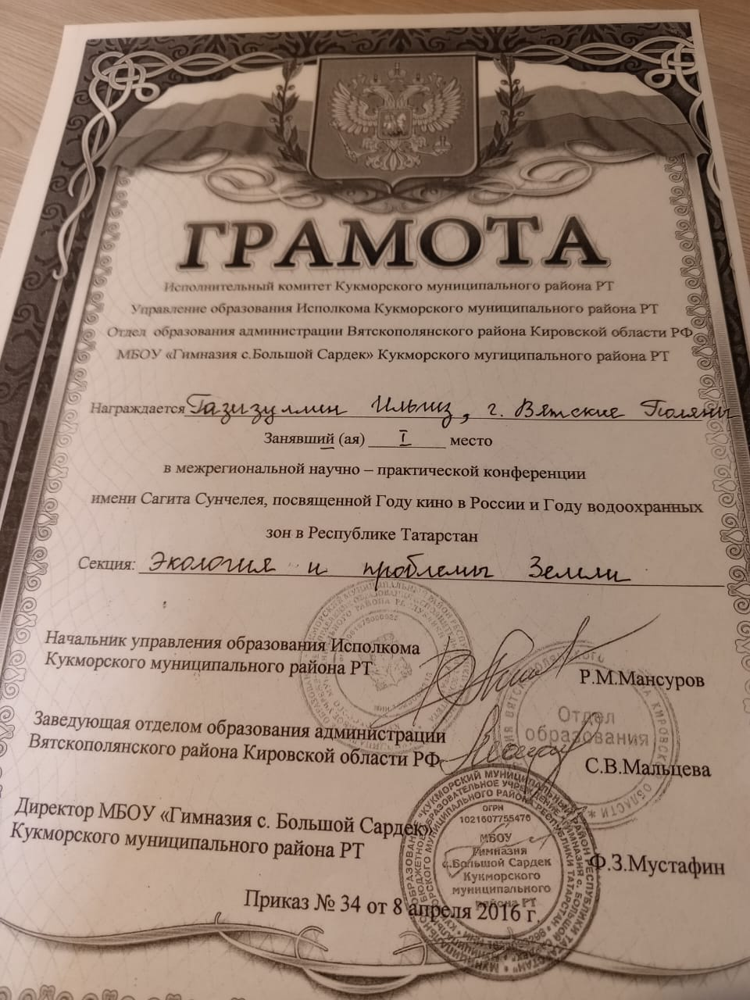 ГРАМОТА
Исполнительный комитет Кукморского муниципального района РТ
Управление образования Исполкома Кукморского муниципального района РТ
Отдел образования администрации Вятскополянского района Кировской области РФ
МБОУ «Гимназия с.Большой Сардек» Кукморского мугиципального района РТ
Награждается Газизуллин Ильгиз, г. Вятские Поляны
Занявший (ая) I место
в межрегиональной научно – практической конференции
имени Сагита Сунчелея, посвященной Году кино в России и Году водоохранных
зон в Республике Татарстан
Секция: Экология и проблемы Земли
Начальник управления образования Исполкома
Кукморского муниципального района РТ
Р.М.Мансуров
Отдел
образования
Заведующая отделом образования администрации
Вятскополянского района Кировской области РФ
С.В.Мальцева
Директор МБОУ «Гимназия с. Большой Сардек»
Кукморского муниципального района РТ
Ф.З.Мустафин
ОГРН
1021607755476
МБОУ
Гимназия
с.Большой Сардек
Кукморского
муниципального
района РТ
Приказ № 34 от 8 апреля 2016 г.